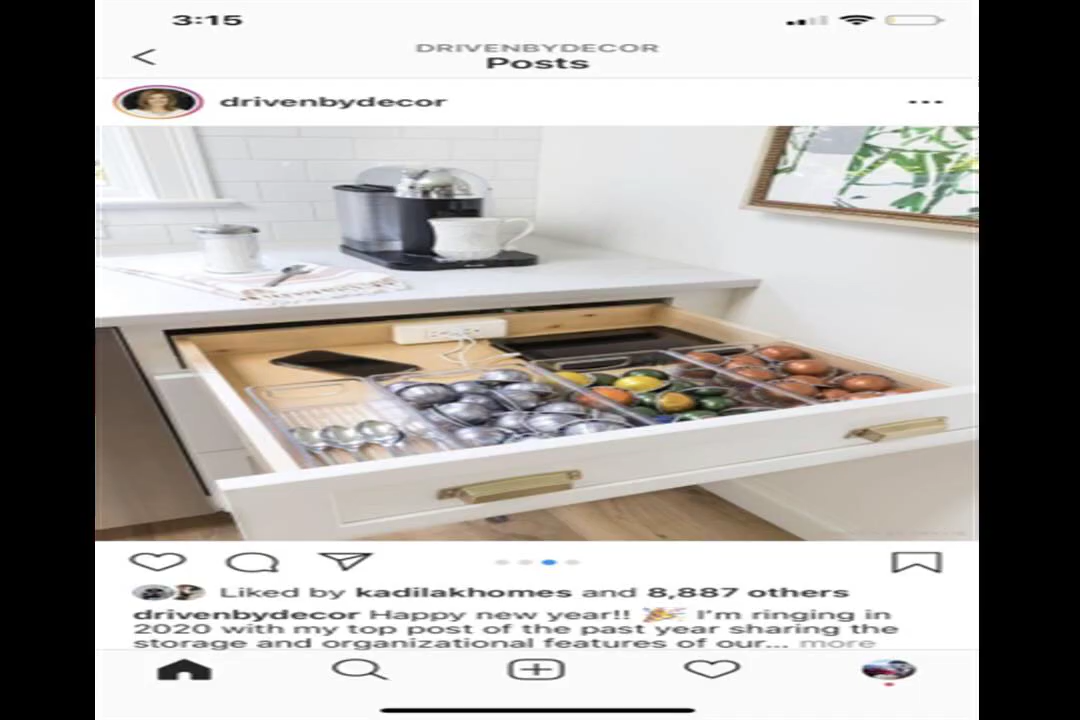 3:15
DRIVENBYDECOR
Posts
drivenbydecor
Liked by kadilakhomes and 8,887 others
drivenbydecor Happy new year!! 🎉 I'm ringing in
2020 with my top post of the past year sharing the
storage and organizational features of our... more